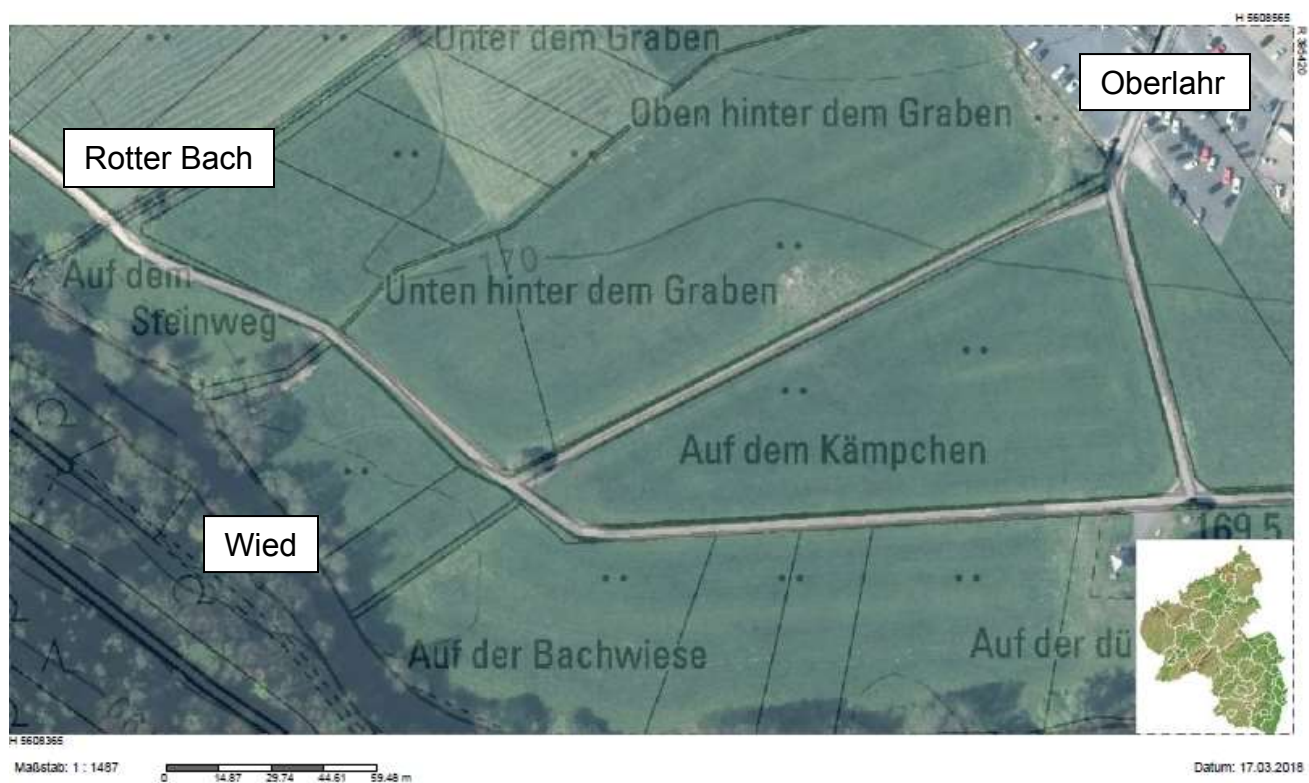 H 5608565
R 386420
Unter dem Graben
Oberlahr
Oben hinter dem Graben
Rotter Bach
170
Auf dem
Steinweg
Unten hinter dem Graben
Auf dem Kämpchen
Wied
169.5
Auf der Bachwiese
Auf der dü
H 5608365
Maßstab: 1 : 1487
0 14.87 29.74 44.61 59.48 m
Datum: 17.03.2018